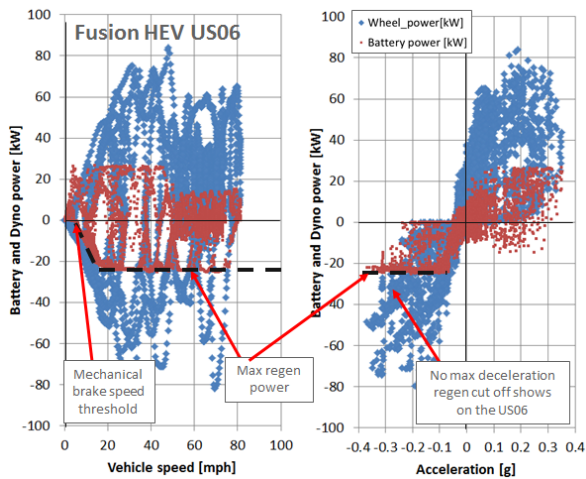 Fusion HEV US06
Battery and Dyno power [kW]
100
80
60
40
20
0
-20
-40
-60
-80
-100
0
20
40
60
80
100
Vehicle speed [mph]
Mechanical
brake speed
threshold
Max regen
power
Wheel_power[kW]
Battery power [kW]
Battery and Dyno power [kW]
100
80
60
40
20
0
-20
-40
-60
-80
-100
-0.4
-0.3
-0.2
-0.1
0
0.1
0.2
0.3
0.4
Acceleration [g]
No max deceleration
regen cut off shows
on the US06